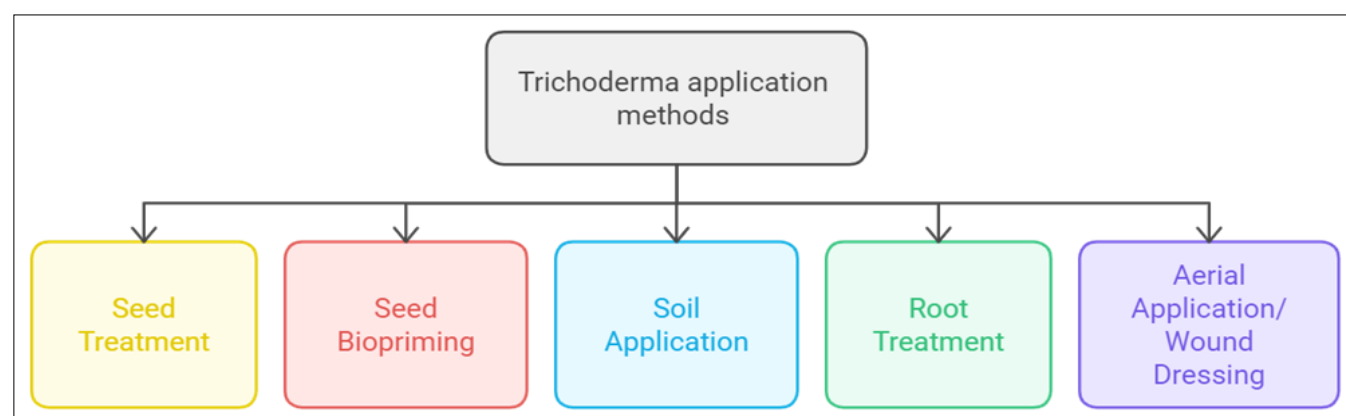 Trichoderma application
methods
Seed
Treatment
Seed
Biopriming
Soil
Application
Root
Treatment
Aerial
Application/
Wound
Dressing